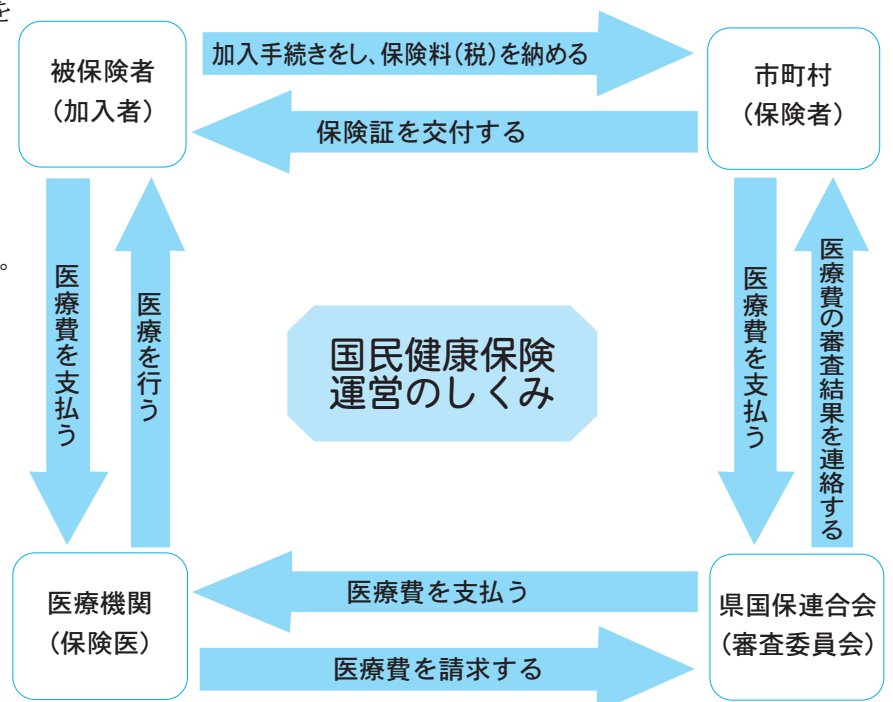 を
被保険者
(加入者)
加入手続きをし、保険料(税)を納める
市町村
(保険者)
保険証を交付する
。
医療費を支払う
医療を行う
国民健康保険
運営のしくみ
医療費を支払う
医療費の審査結果を連絡する
医療機関
(保険医)
医療費を支払う
県国保連合会
(審査委員会)
医療費を請求する